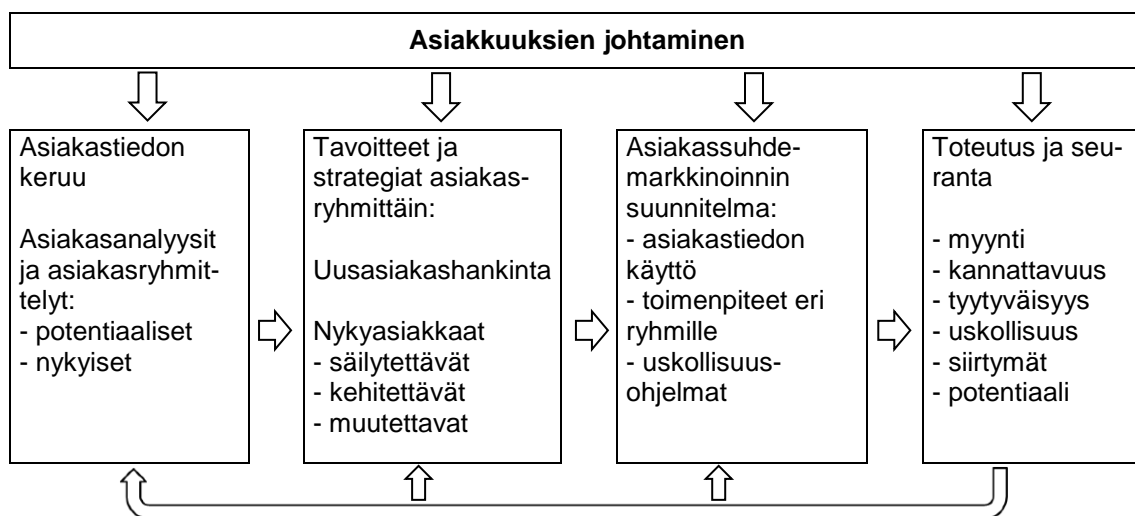 Asiakkuuksien johtaminen
Asiakastiedon
keruu
Asiakasanalyysit
ja asiakasryhmit-
telyt:
- potentiaaliset
- nykyiset
Tavoitteet ja
strategiat asiakas-
ryhmittäin:
Uusasiakashankinta
Nykyasiakkaat
- säilytettävät
- kehitettävät
- muutettavat
Asiakassuhde-
markkinoinnin
suunnitelma:
- asiakastiedon
käyttö
- toimenpiteet eri
ryhmille
- uskollisuus-
ohjelmat
Toteutus ja seu-
ranta
- myynti
- kannattavuus
- tyytyväisyys
- uskollisuus
- siirtymät
- potentiaali